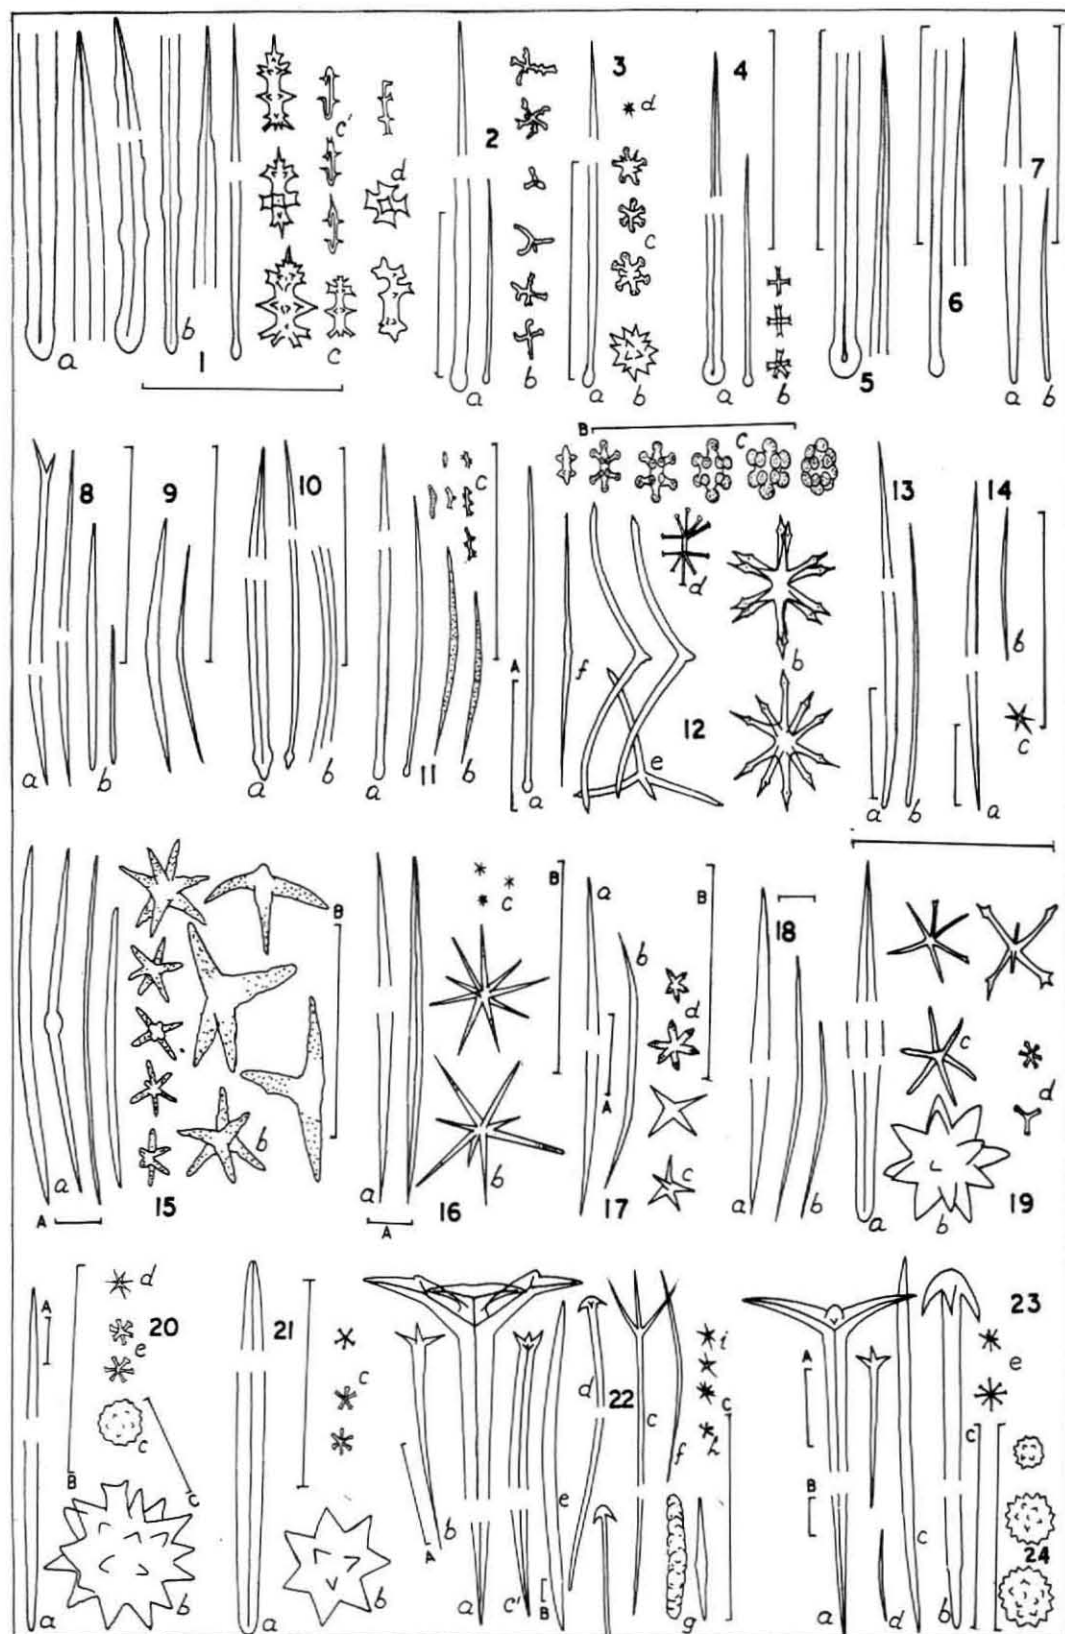 a b 1 c' c d
2 a b
3 d c a b
4 a b
5
6
7 a b
8 a b
9
10 a b
11 a b c
12 A B a f e d b C
13 a b
14 a b c
15 A B a b
16 A B a b c
17 A B a b c d
18 a b
19 a b c d
20 A B C a b c d e
21 a b c
22 A B C a b c' c d e f g h i
23 A B C a b c d e
24